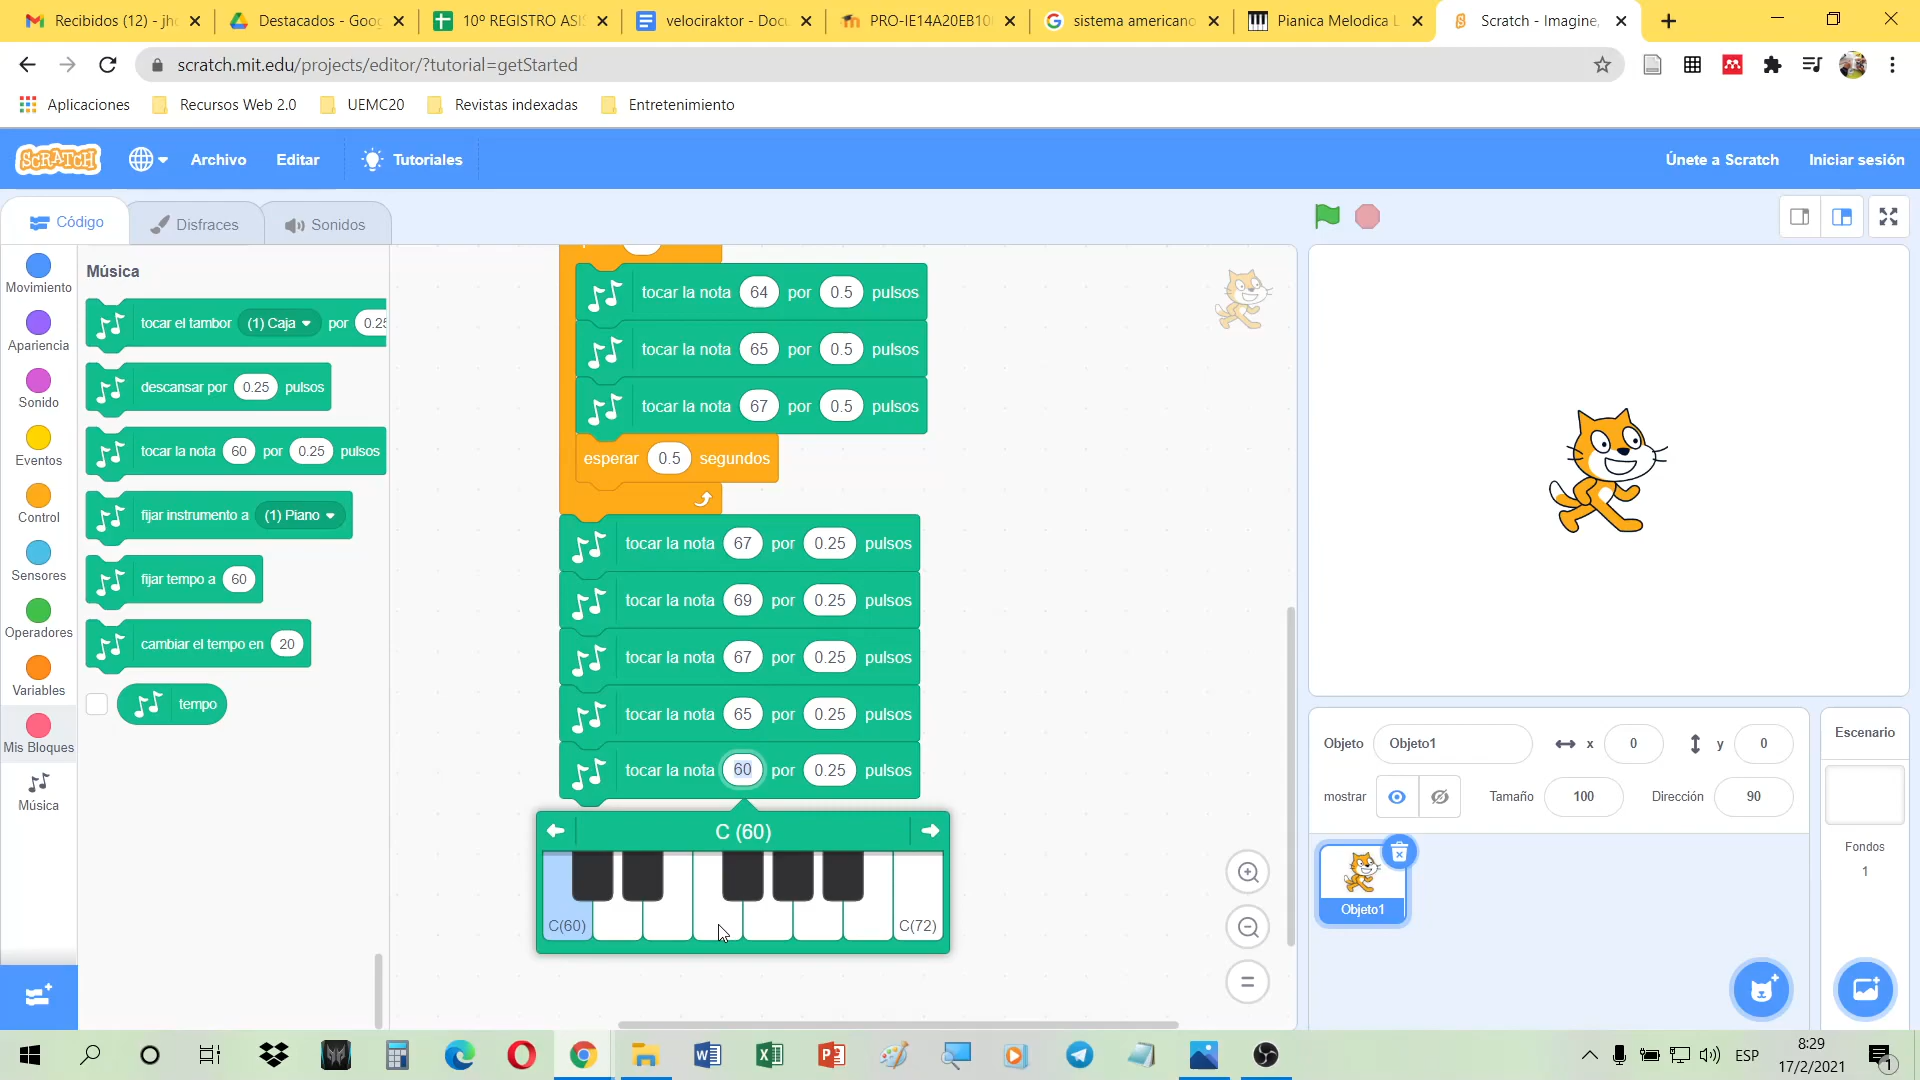 Recibidos (12) - jho
Destacados - Goog
10º REGISTRO ASIS
velociraktor - Docu
PRO-IE14A20EB10
sistema americano
Pianica Melodica L
Scratch - Imagine,
scratch.mit.edu/projects/editor/?tutorial=getStarted
Aplicaciones
Recursos Web 2.0
UEMC20
Revistas indexadas
Entretenimiento
SCRATCH
Archivo
Editar
Tutoriales
Únete a Scratch
Iniciar sesión
Código
Disfraces
Sonidos
Movimiento
Apariencia
Sonido
Eventos
Control
Sensores
Operadores
Variables
Mis Bloques
Música
Música
tocar el tambor (1) Caja por 0.25
descansar por 0.25 pulsos
tocar la nota 60 por 0.25 pulsos
fijar instrumento a (1) Piano
fijar tempo a 60
cambiar el tempo en 20
tempo
tocar la nota 64 por 0.5 pulsos
tocar la nota 65 por 0.5 pulsos
tocar la nota 67 por 0.5 pulsos
esperar 0.5 segundos
tocar la nota 67 por 0.25 pulsos
tocar la nota 69 por 0.25 pulsos
tocar la nota 67 por 0.25 pulsos
tocar la nota 65 por 0.25 pulsos
tocar la nota 60 por 0.25 pulsos
C (60)
C(60)
C(72)
Objeto Objeto1 x 0 y 0
mostrar Tamaño 100 Dirección 90
Objeto1
Escenario
Fondos
1
ESP
8:29
17/2/2021
1